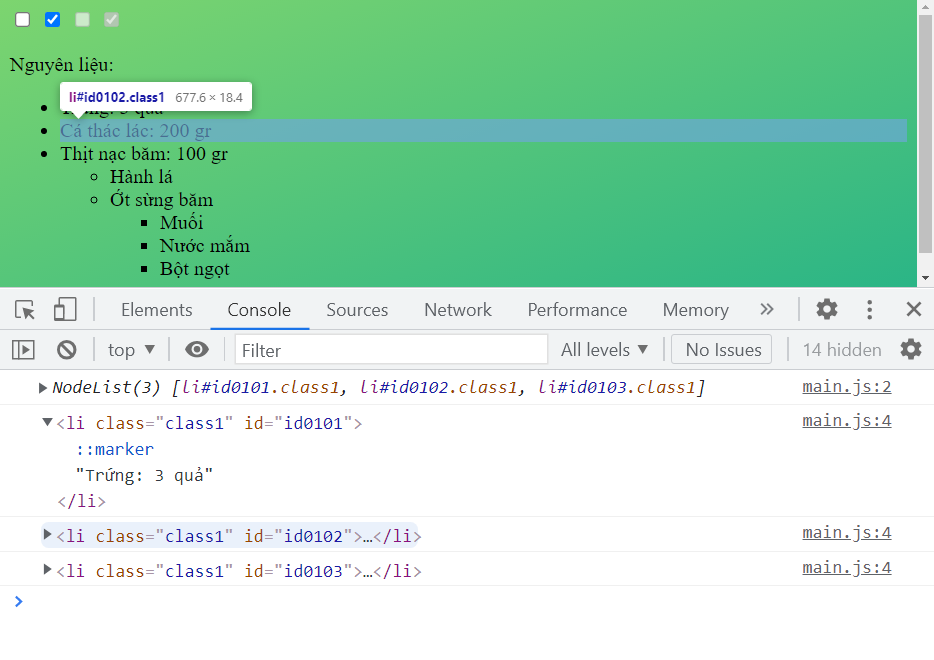 Nguyên liệu:
li#id0102.class1 677.6 × 18.4
Cá thác lác: 200 gr
Thịt nạc băm: 100 gr
Hành lá
Ớt sừng băm
Muối
Nước mắm
Bột ngọt
Elements Console Sources Network Performance Memory
top Filter All levels No Issues 14 hidden
NodeList(3) [li#id0101.class1, li#id0102.class1, li#id0103.class1] main.js:2
<li class="class1" id="id0101"> main.js:4
::marker
"Trứng: 3 quả"
</li>
<li class="class1" id="id0102">…</li> main.js:4
<li class="class1" id="id0103">…</li> main.js:4